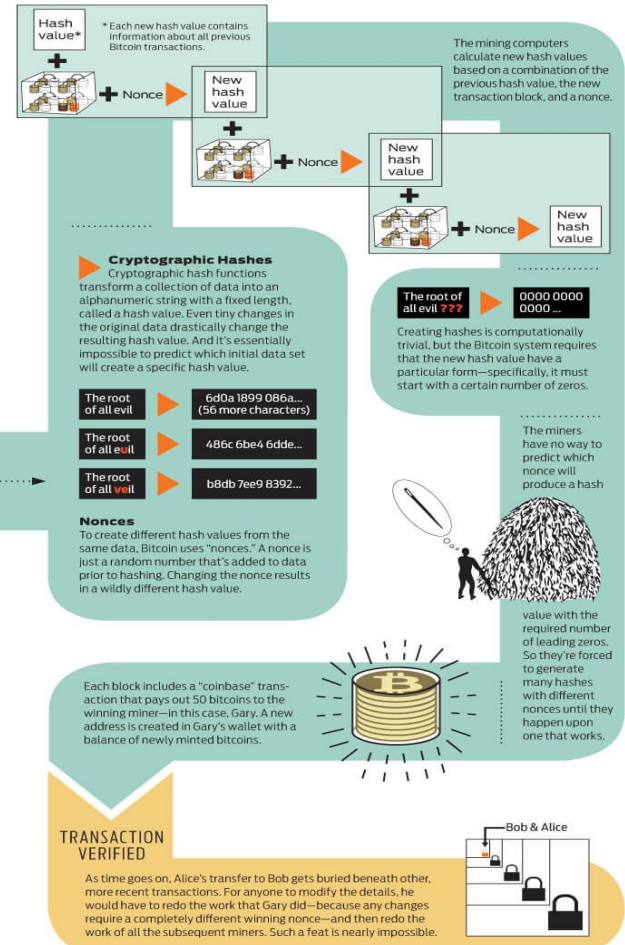 Hash
value*
* Each new hash value contains
information about all previous
Bitcoin transactions.
+
+ Nonce
New
hash
value
+
+ Nonce
New
hash
value
+
+ Nonce
New
hash
value
The mining computers
calculate new hash values
based on a combination of the
previous hash value, the new
transaction block, and a nonce.
Cryptographic Hashes
Cryptographic hash functions
transform a collection of data into an
alphanumeric string with a fixed length,
called a hash value. Even tiny changes in
the original data drastically change the
resulting hash value. And it's essentially
impossible to predict which initial data set
will create a specific hash value.
The root
of all evil
6d0a 1899 086a...
(56 more characters)
The root
of all euil
486c 6be4 6dde...
The root
of all veil
b8db 7ee9 8392...
Nonces
To create different hash values from the
same data, Bitcoin uses "nonces." A nonce is
just a random number that's added to data
prior to hashing. Changing the nonce results
in a wildly different hash value.
The root of
all evil ???
0000 0000
0000 ...
Creating hashes is computationally
trivial, but the Bitcoin system requires
that the new hash value have a
particular form—specifically, it must
start with a certain number of zeros.
The miners
have no way to
predict which
nonce will
produce a hash
value with the
required number
of leading zeros.
So they're forced
to generate
many hashes
with different
nonces until they
happen upon
one that works.
Each block includes a "coinbase" trans-
action that pays out 50 bitcoins to the
winning miner—in this case, Gary. A new
address is created in Gary's wallet with a
balance of newly minted bitcoins.
B
TRANSACTION
VERIFIED
As time goes on, Alice's transfer to Bob gets buried beneath other,
more recent transactions. For anyone to modify the details, he
would have to redo the work that Gary did—because any changes
require a completely different winning nonce—and then redo the
work of all the subsequent miners. Such a feat is nearly impossible.
Bob & Alice